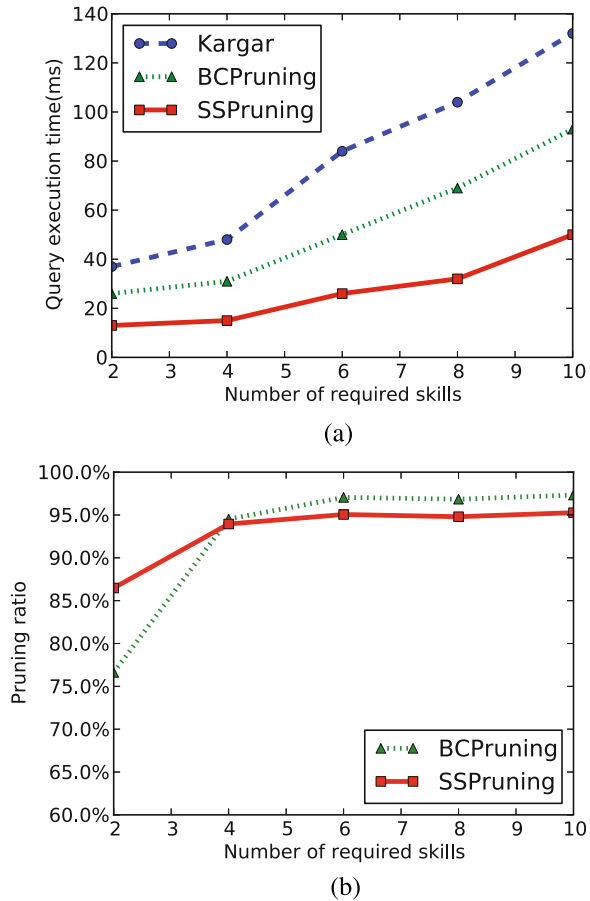 140
120
100
80
60
40
20
0
Query execution time(ms)
Kargar
BCPruning
SSPruning
2 3 4 5 6 7 8 9 10
Number of required skills
(a)
100.0%
95.0%
90.0%
85.0%
80.0%
75.0%
70.0%
65.0%
60.0%
Pruning ratio
BCPruning
SSPruning
2 3 4 5 6 7 8 9 10
Number of required skills
(b)